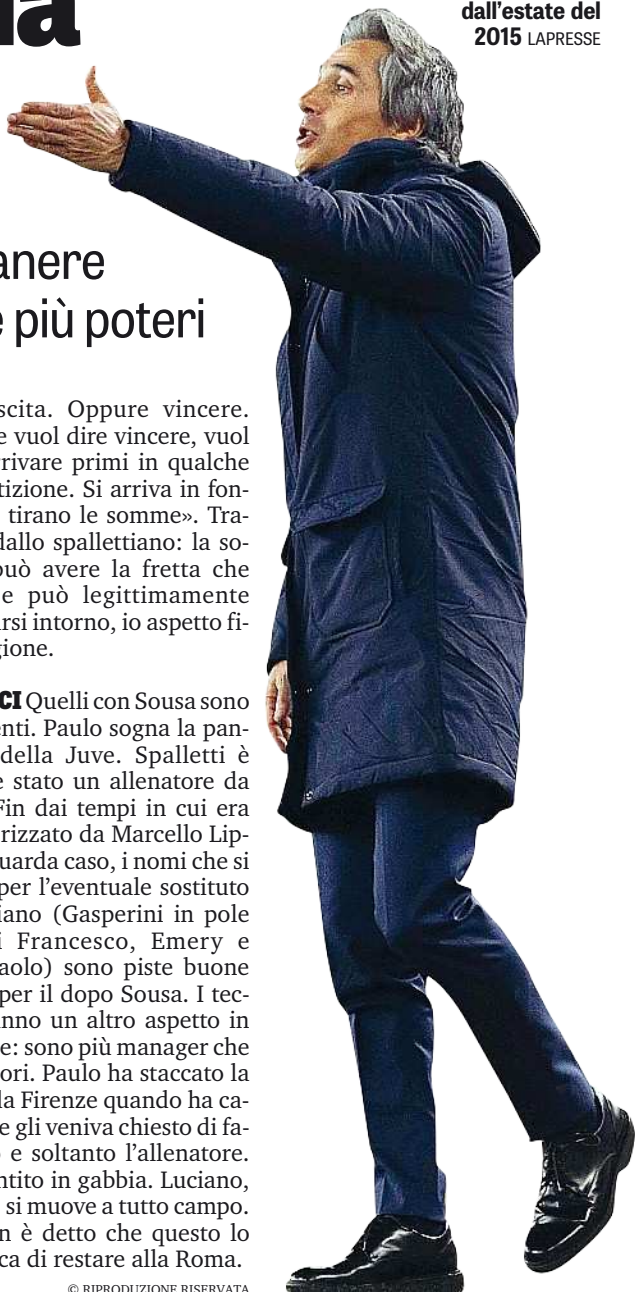 dall'estate del
2015 LAPRESSE
anere
e più poteri
scita. Oppure vincere.
e vuol dire vincere, vuol
rrivare primi in qualche
tizione. Si arriva in fon-
tirano le somme». Tra-
dallo spallettiano: la so-
può avere la fretta che
e può legittimamente
rsi intorno, io aspetto fi-
gione.
CI Quelli con Sousa sono
enti. Paulo sogna la pan-
della Juve. Spalletti è
e stato un allenatore da
Fin dai tempi in cui era
rizzato da Marcello Lip-
uarda caso, i nomi che si
per l'eventuale sostituto
iano (Gasperini in pole
i Francesco, Emery e
aolo) sono piste buone
per il dopo Sousa. I tec-
nno un altro aspetto in
e: sono più manager che
ori. Paulo ha staccato la
la Firenze quando ha ca-
e gli veniva chiesto di fa-
e soltanto l'allenatore.
ntito in gabbia. Luciano,
si muove a tutto campo.
n è detto che questo lo
ca di restare alla Roma.
© RIPRODUZIONE RISERVATA